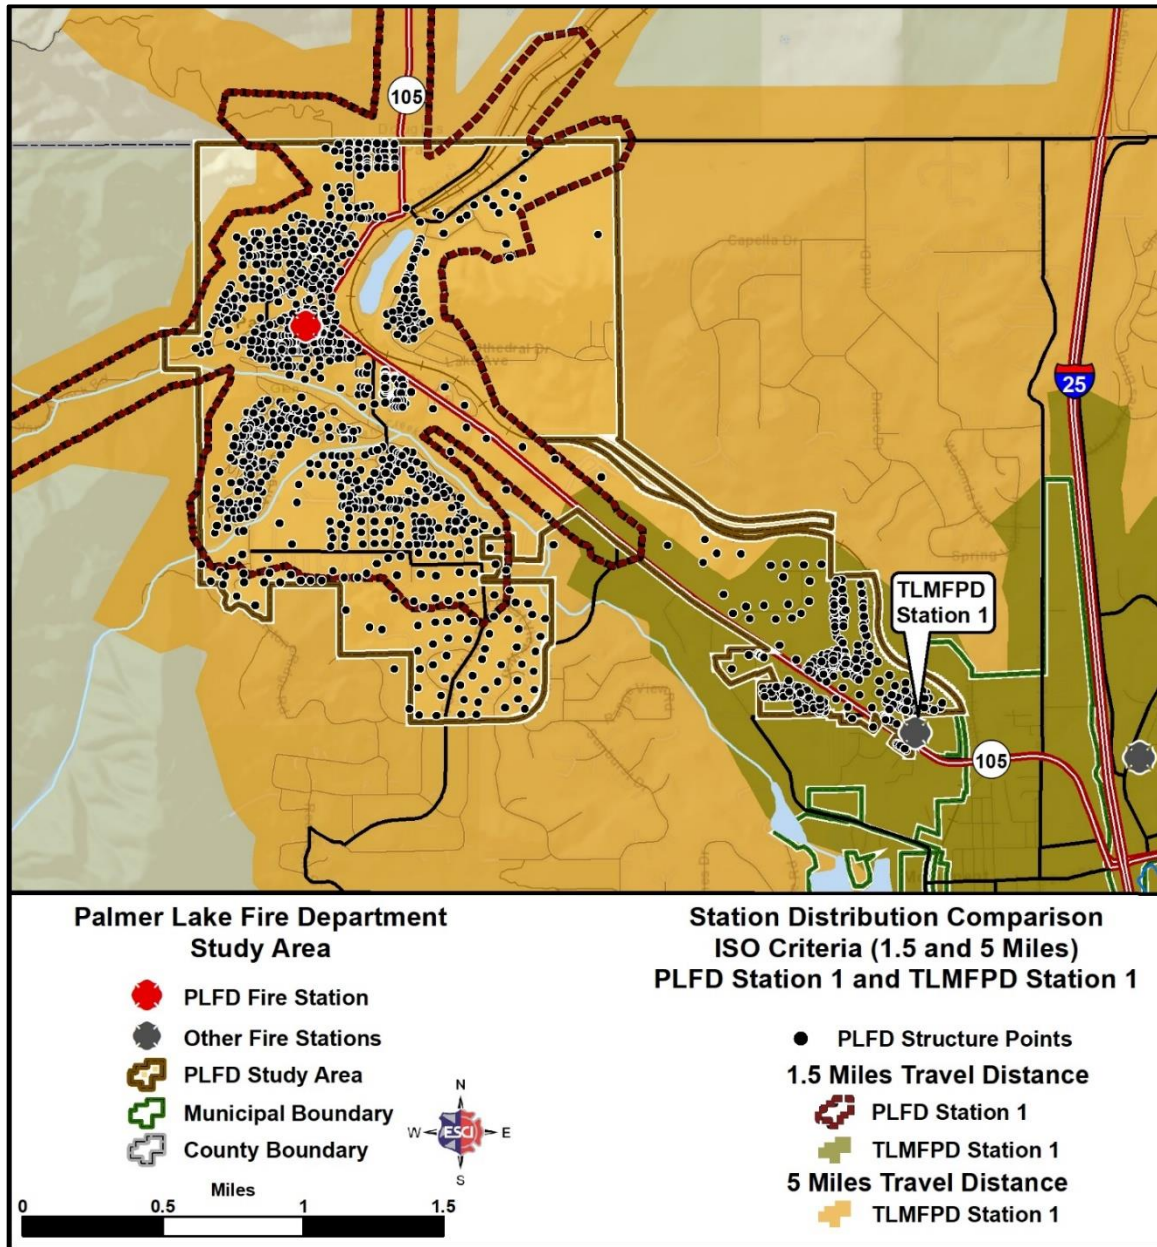 105
Capella Dr
Lake Ave
25
Spring
TLMFPD
Station 1
105
Palmer Lake Fire Department
Study Area
PLFD Fire Station
Other Fire Stations
PLFD Study Area
Municipal Boundary
County Boundary
N
W
ESCI
E
S
Miles
0
0.5
1
1.5
Station Distribution Comparison
ISO Criteria (1.5 and 5 Miles)
PLFD Station 1 and TLMFPD Station 1
PLFD Structure Points
1.5 Miles Travel Distance
PLFD Station 1
TLMFPD Station 1
5 Miles Travel Distance
TLMFPD Station 1